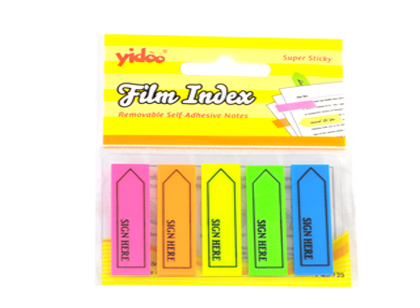 yidoo®
Super Sticky
Film Index
Removable Self-Adhesive Notes
SIGN HERE
SIGN HERE
SIGN HERE
SIGN HERE
SIGN HERE